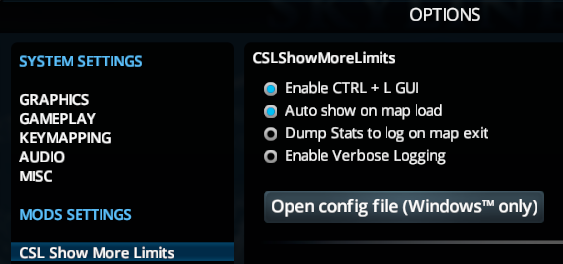 OPTIONS
SYSTEM SETTINGS
GRAPHICS
GAMEPLAY
KEYMAPPING
AUDIO
MISC
MODS SETTINGS
CSL Show More Limits
CSLShowMoreLimits
Enable CTRL + L GUI
Auto show on map load
Dump Stats to log on map exit
Enable Verbose Logging
Open config file (Windows™ only)